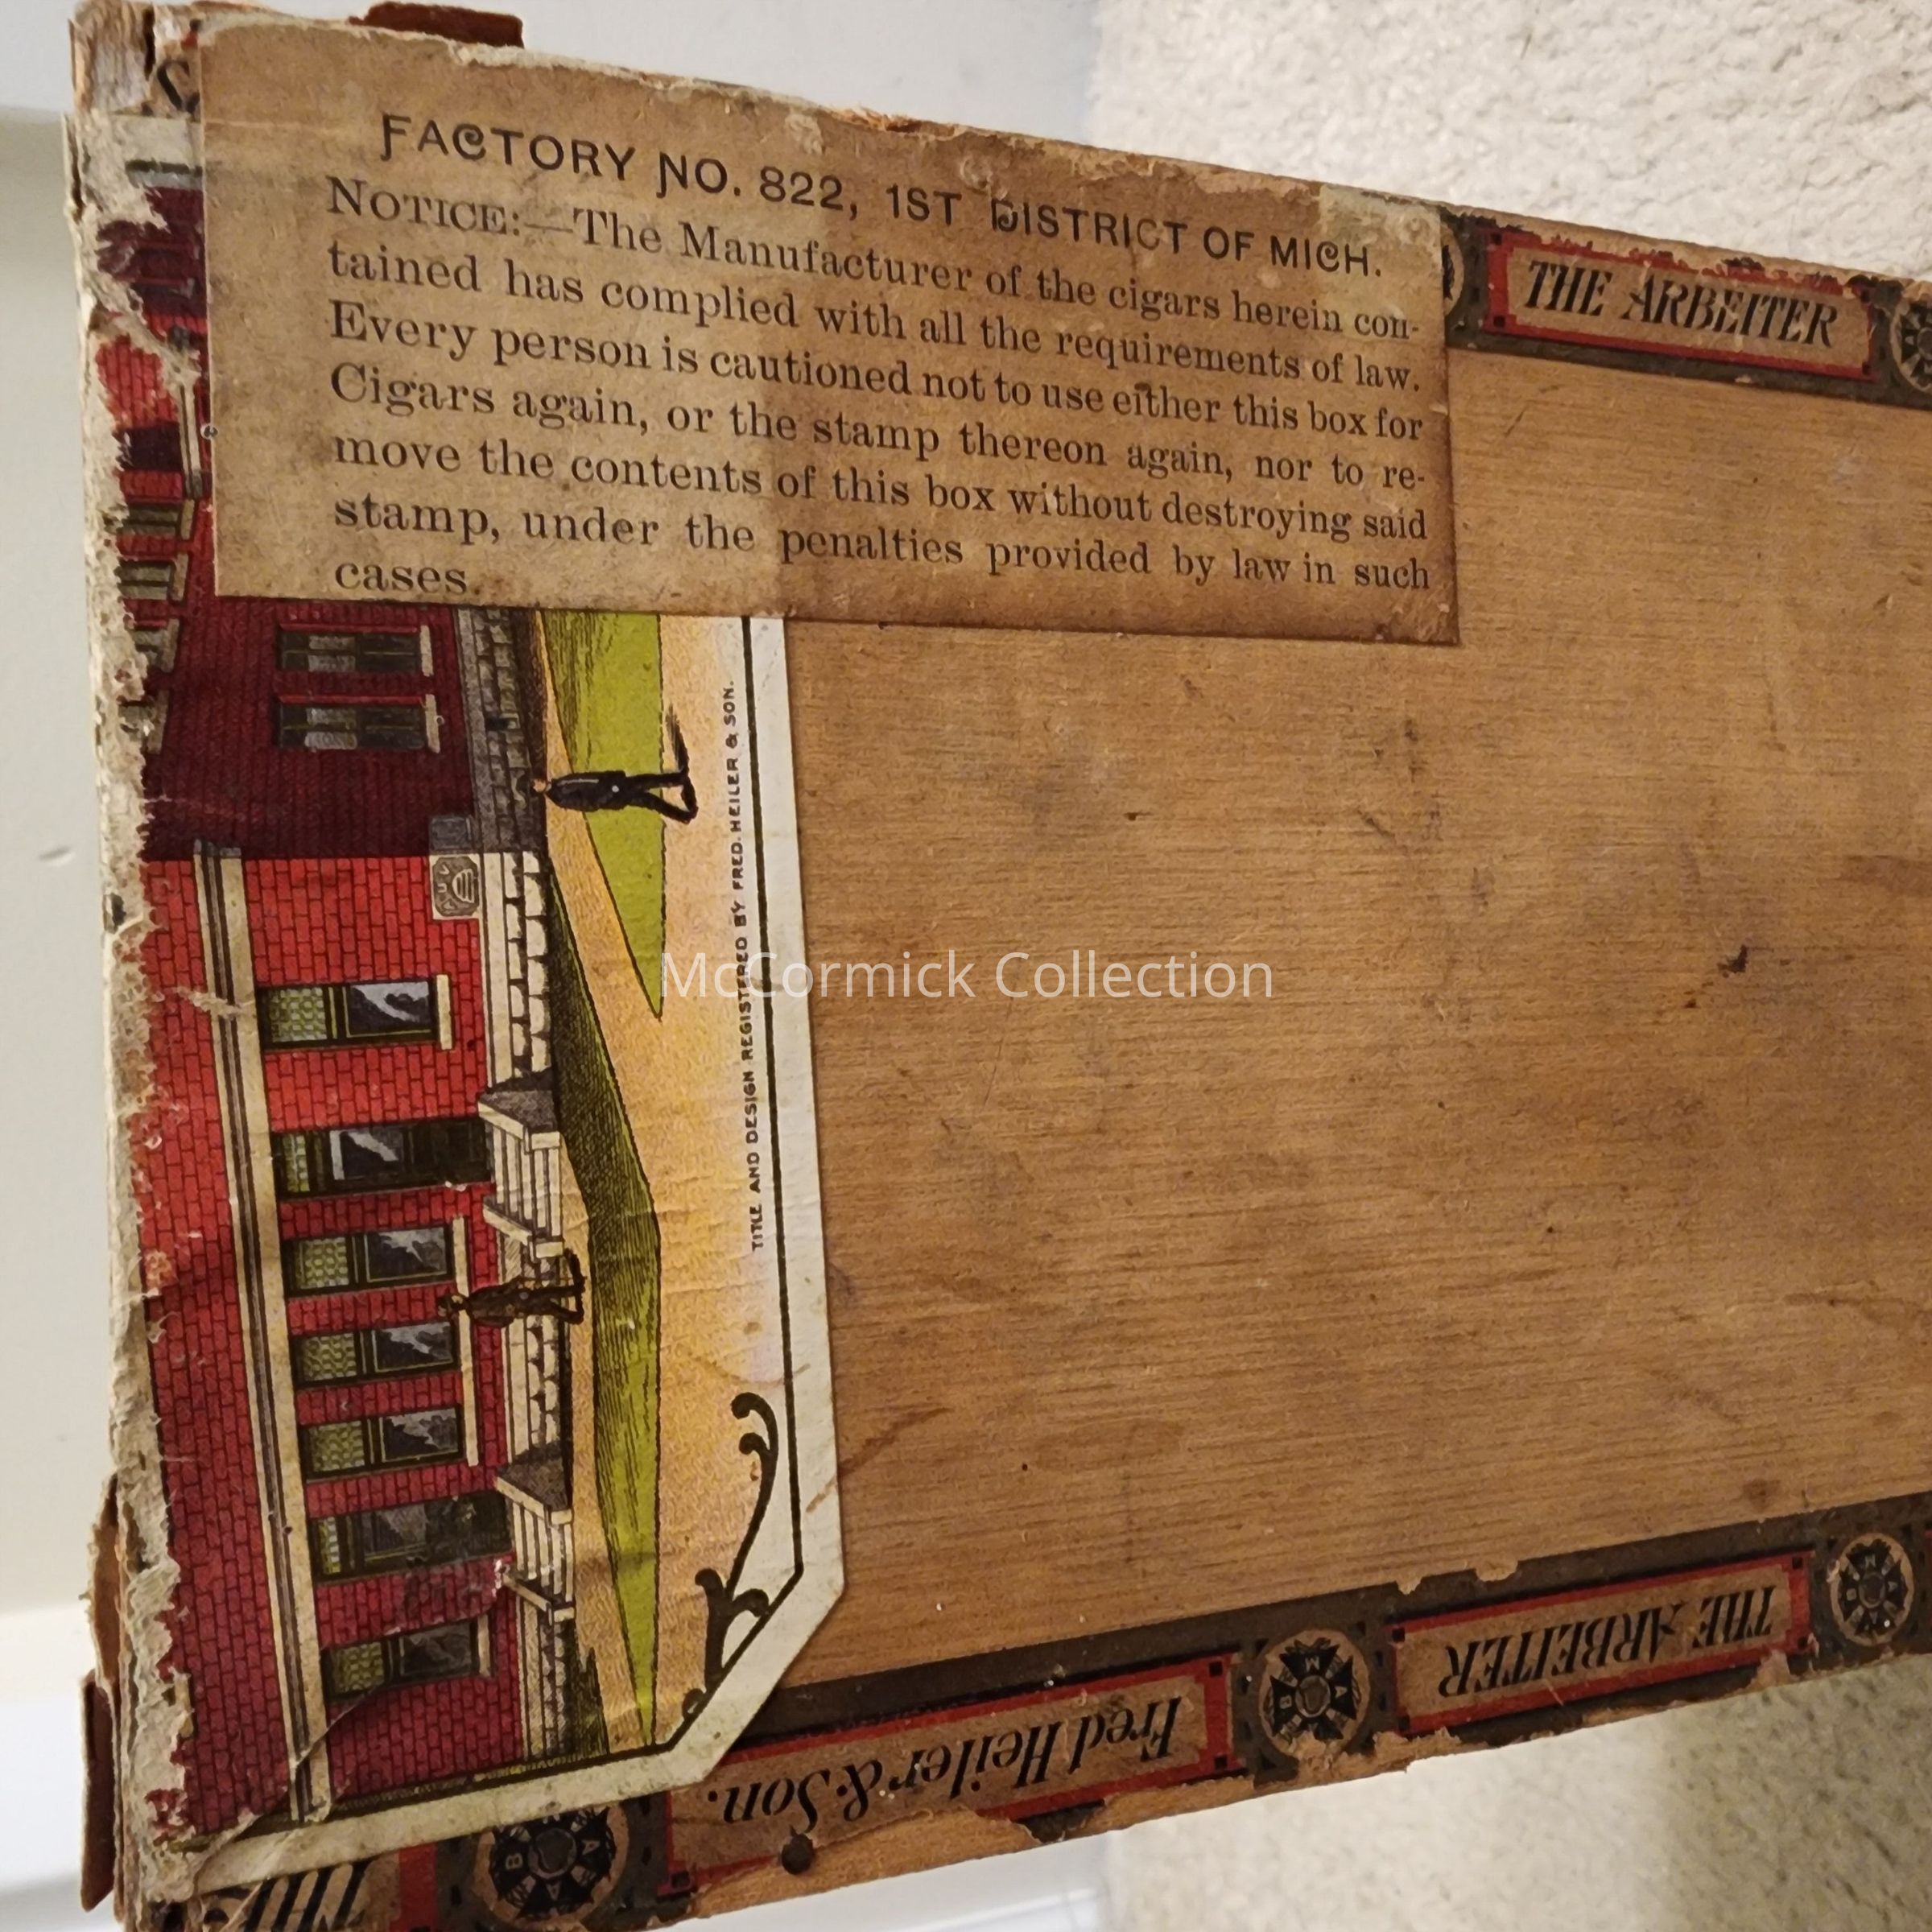 FACTORY NO. 822, 1ST DISTRICT OF MICH.
NOTICE:—The Manufacturer of the cigars herein con-
tained has complied with all the requirements of law.
Every person is cautioned not to use either this box for
Cigars again, or the stamp thereon again, nor to re-
move the contents of this box without destroying said
stamp, under the penalties provided by law in such
cases.
THE ARBEITER
TITLE AND DESIGN REGISTERED BY FRED. HEILER & SON.
McCormick Collection
THE ARBEITER
Fred Heiler & Son.
THE